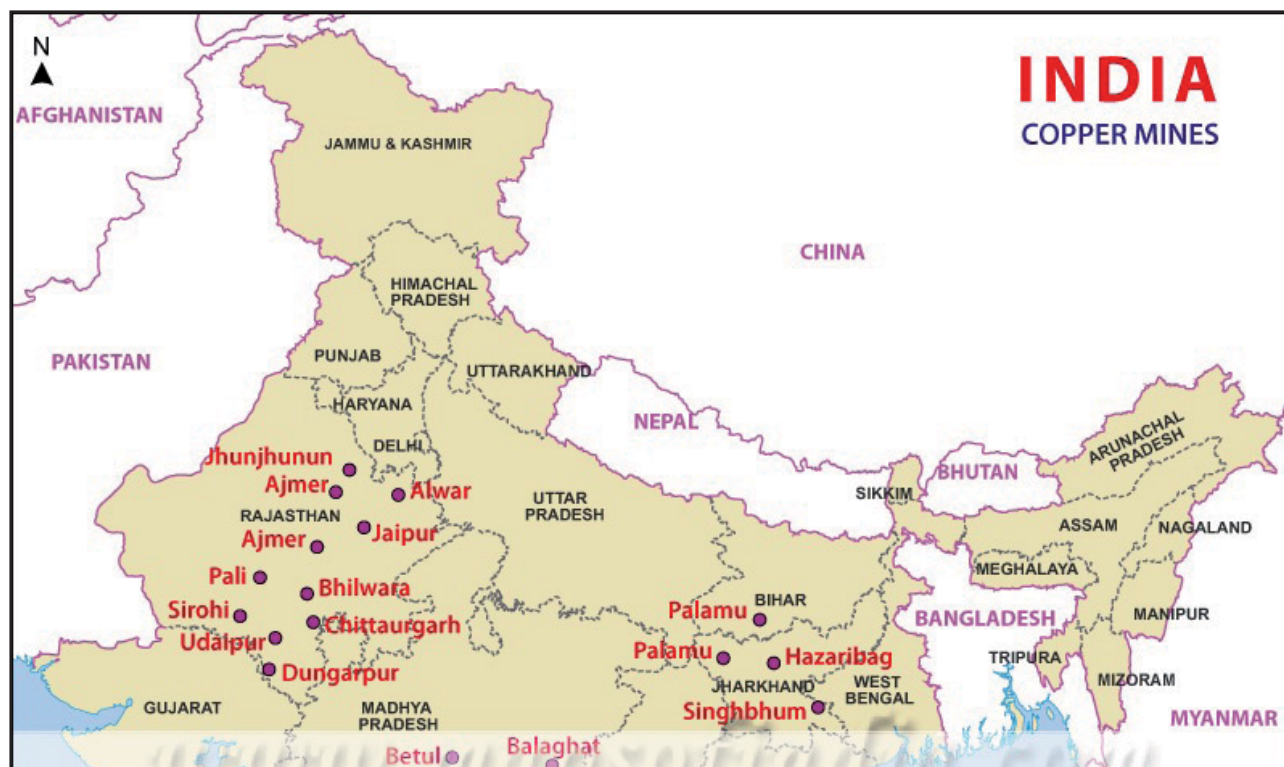 N
INDIA
COPPER MINES
AFGHANISTAN
JAMMU & KASHMIR
CHINA
HIMACHAL
PRADESH
PAKISTAN
PUNJAB
UTTARAKHAND
HARYANA
NEPAL
DELHI
ARUNACHAL
PRADESH
BHUTAN
Jhunjhunun
Ajmer
Alwar
SIKKIM
UTTAR
PRADESH
RAJASTHAN
ASSAM
NAGALAND
Jaipur
Ajmer
MEGHALAYA
Pali
Bhilwara
BIHAR
Palamu
BANGLADESH
MANIPUR
Sirohi
Chittaurgarh
Udaipur
Palamu
Hazaribag
TRIPURA
Dungarpur
JHARKHAND
WEST
BENGAL
MIZORAM
GUJARAT
MADHYA
PRADESH
Singhbhum
MYANMAR
Betul
Balaghat